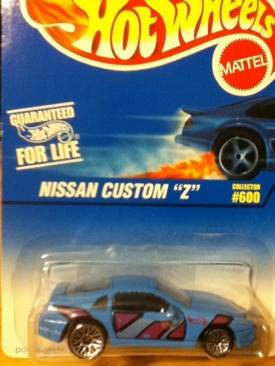 Hot Wheels
MATTEL
GUARANTEED
FOR LIFE
NISSAN CUSTOM "Z"
COLLECTOR
#600